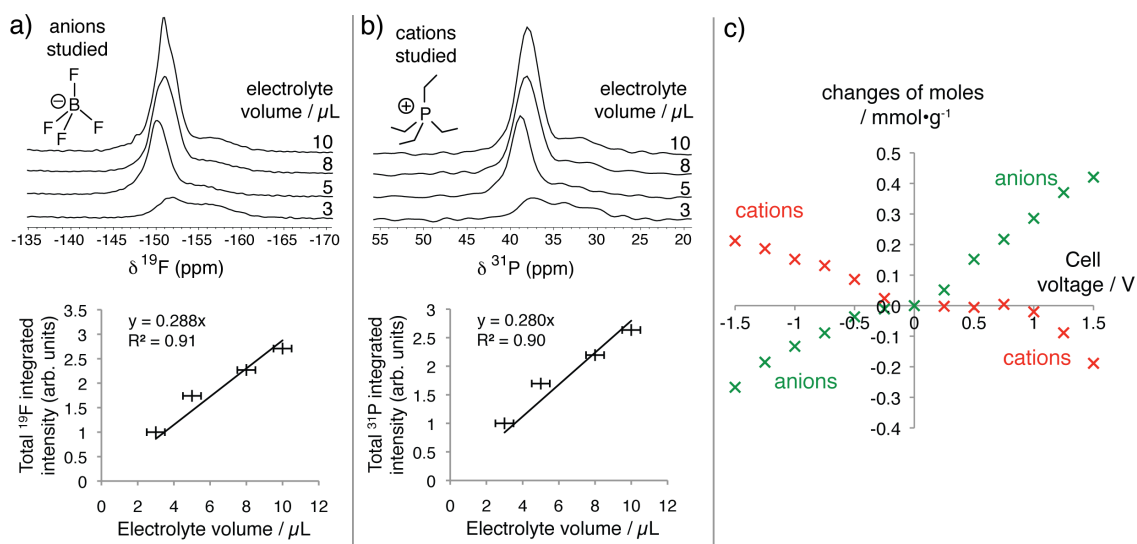 a)
anions
studied
F
⊖
B
F
F
F
electrolyte
volume / µL
10
8
5
3
-135 -140 -145 -150 -155 -160 -165 -170
δ ¹⁹F (ppm)
3.5
3
2.5
2
1.5
1
0.5
0
y = 0.288x
R² = 0.91
Total ¹⁹F integrated
intensity (arb. units)
0 2 4 6 8 10 12
Electrolyte volume / µL
b)
cations
studied
⊕
P
electrolyte
volume / µL
10
8
5
3
55 50 45 40 35 30 25 20
δ ³¹P (ppm)
3
2.5
2
1.5
1
0.5
0
y = 0.280x
R² = 0.90
Total ³¹P integrated
intensity (arb. units)
0 2 4 6 8 10 12
Electrolyte volume / µL
c)
changes of moles
/ mmol•g⁻¹
0.5
0.4
0.3
0.2
0.1
0.0
-0.1
-0.2
-0.3
-0.4
anions
cations
Cell
voltage / V
-1.5 -1 -0.5 0 0.5 1 1.5
anions
cations